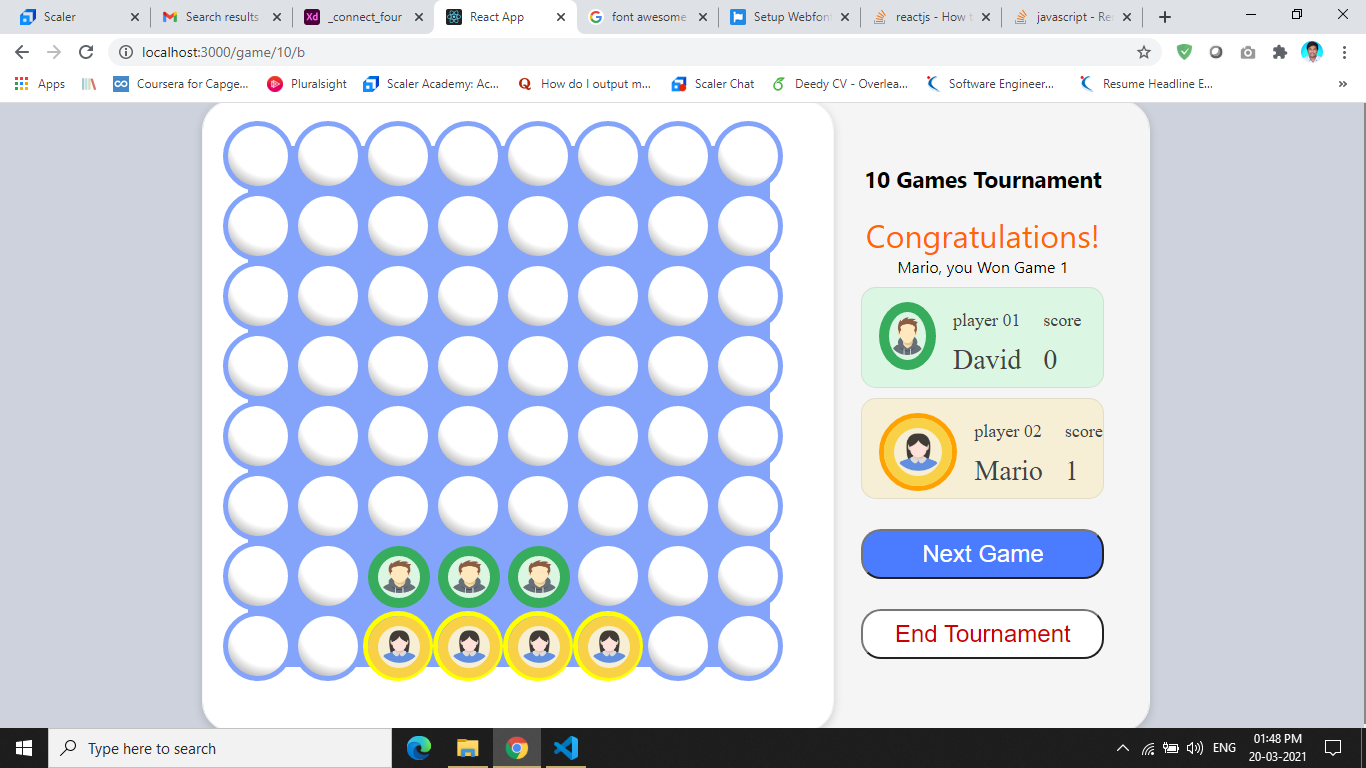 Scaler
Search results
Xd _connect_four
React App
font awesome
Setup Webfon
reactjs - How t
javascript - Re
localhost:3000/game/10/b
Apps
Coursera for Capge...
Pluralsight
Scaler Academy: Ac...
How do I output m...
Scaler Chat
Deedy CV - Overlea...
Software Engineer...
Resume Headline E...
»
10 Games Tournament
Congratulations!
Mario, you Won Game 1
player 01 score
David 0
player 02 score
Mario 1
Next Game
End Tournament
Type here to search
ENG
01:48 PM
20-03-2021